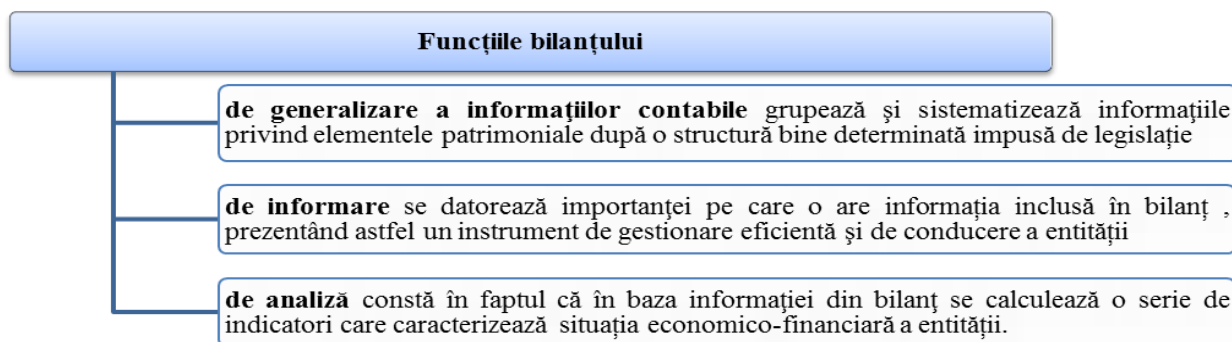 Funcțiile bilanțului
de generalizare a informaţiilor contabile grupează şi sistematizează informaţiile
privind elementele patrimoniale după o structură bine determinată impusă de legislație
de informare se datorează importanţei pe care o are informația inclusă în bilanț ,
prezentând astfel un instrument de gestionare eficientă şi de conducere a entității
de analiză constă în faptul că în baza informației din bilanţ se calculează o serie de
indicatori care caracterizează situația economico-financiară a entității.